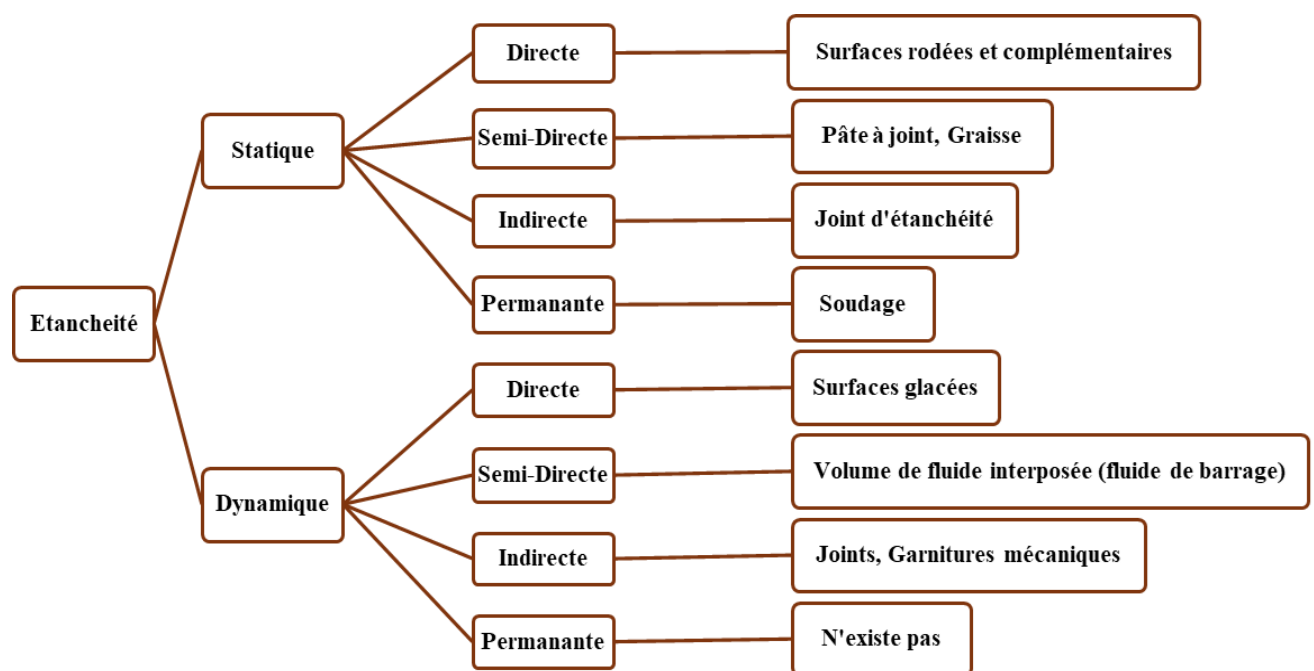 Etancheité
Statique
Directe
Surfaces rodées et complémentaires
Semi-Directe
Pâte à joint, Graisse
Indirecte
Joint d'étanchéité
Permanante
Soudage
Dynamique
Directe
Surfaces glacées
Semi-Directe
Volume de fluide interposée (fluide de barrage)
Indirecte
Joints, Garnitures mécaniques
Permanante
N'existe pas